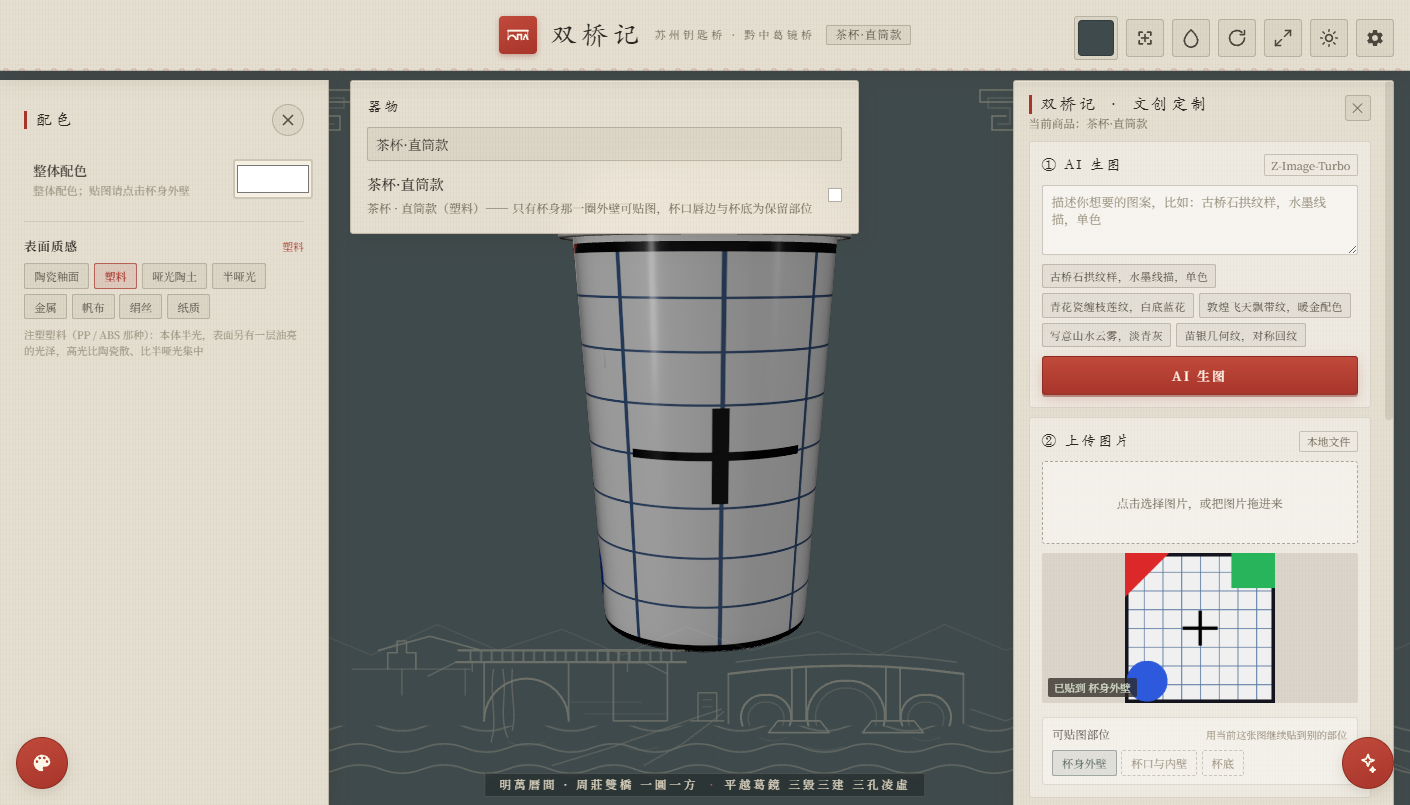 双桥记
苏州钥匙桥 · 黔中葛镜桥
茶杯·直筒款
配色
整体配色
整体配色；贴图请点击杯身外壁
表面质感
塑料
陶瓷釉面
塑料
哑光陶土
半哑光
金属
帆布
绢丝
纸质
注塑塑料（PP / ABS 那种）：本体半光，表面另有一层油亮
的光泽，高光比陶瓷散、比半哑光集中
器物
茶杯·直筒款
茶杯·直筒款
茶杯 · 直筒款（塑料）—— 只有杯身那一圈外壁可贴图，杯口唇边与杯底为保留部位
明萬曆間 · 周莊雙橋 一圓一方 · 平越葛鏡 三毀三建 三孔凌虛
双桥记 · 文创定制
当前商品：茶杯·直筒款
① AI 生图
Z-Image-Turbo
描述你想要的图案，比如：古桥石拱纹样，水墨线
描，单色
古桥石拱纹样，水墨线描，单色
青花瓷缠枝莲纹，白底蓝花
敦煌飞天飘带纹，暖金配色
写意山水云雾，淡青灰
苗银几何纹，对称回纹
AI 生图
② 上传图片
本地文件
点击选择图片，或把图片拖进来
已贴到 杯身外壁
可贴图部位
用当前这张图继续贴到别的部位
杯身外壁
杯口与内壁
杯底